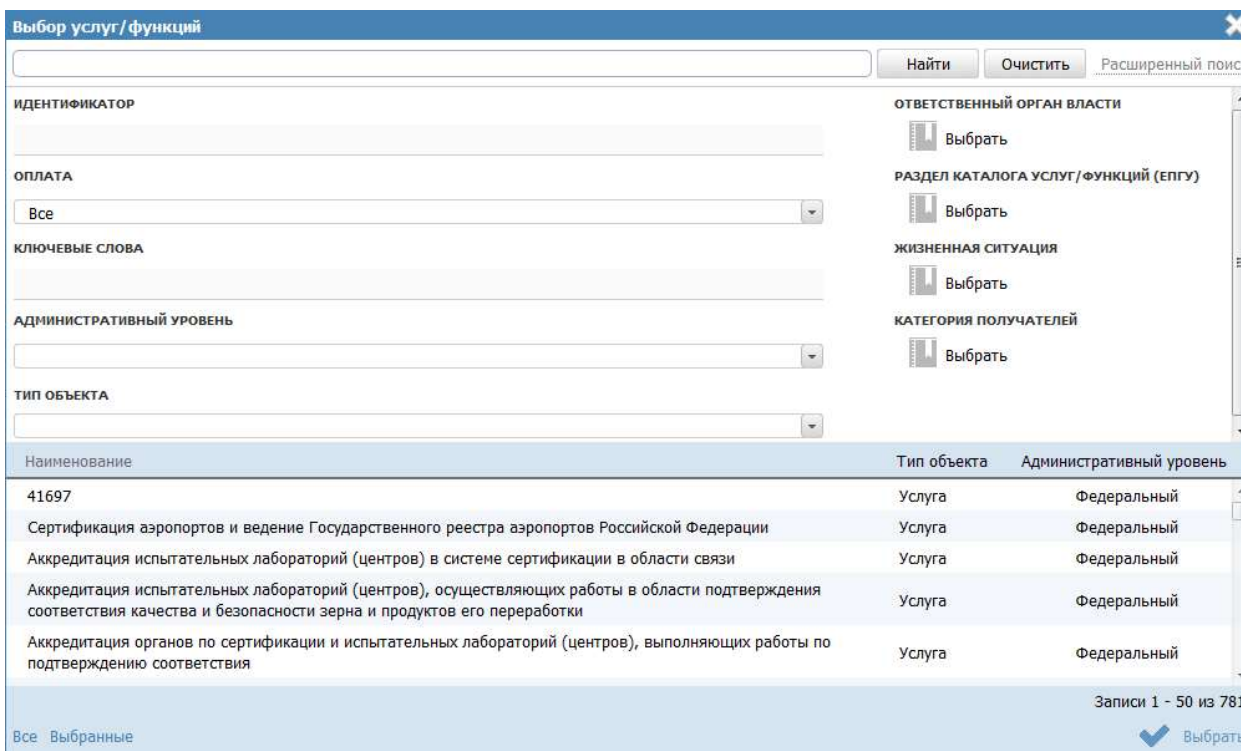 Выбор услуг/функций
Найти
Очистить
Расширенный поис
ИДЕНТИФИКАТОР
ОТВЕТСТВЕННЫЙ ОРГАН ВЛАСТИ
Выбрать
ОПЛАТА
РАЗДЕЛ КАТАЛОГА УСЛУГ/ФУНКЦИЙ (ЕПГУ)
Все
Выбрать
КЛЮЧЕВЫЕ СЛОВА
ЖИЗНЕННАЯ СИТУАЦИЯ
Выбрать
АДМИНИСТРАТИВНЫЙ УРОВЕНЬ
КАТЕГОРИЯ ПОЛУЧАТЕЛЕЙ
Выбрать
ТИП ОБЪЕКТА
Наименование Тип объекта Административный уровень
41697 Услуга Федеральный
Сертификация аэропортов и ведение Государственного реестра аэропортов Российской Федерации Услуга Федеральный
Аккредитация испытательных лабораторий (центров) в системе сертификации в области связи Услуга Федеральный
Аккредитация испытательных лабораторий (центров), осуществляющих работы в области подтверждения
соответствия качества и безопасности зерна и продуктов его переработки
Услуга Федеральный
Аккредитация органов по сертификации и испытательных лабораторий (центров), выполняющих работы по
подтверждению соответствия
Услуга Федеральный
Записи 1 - 50 из 781
Все Выбранные
Выбрать